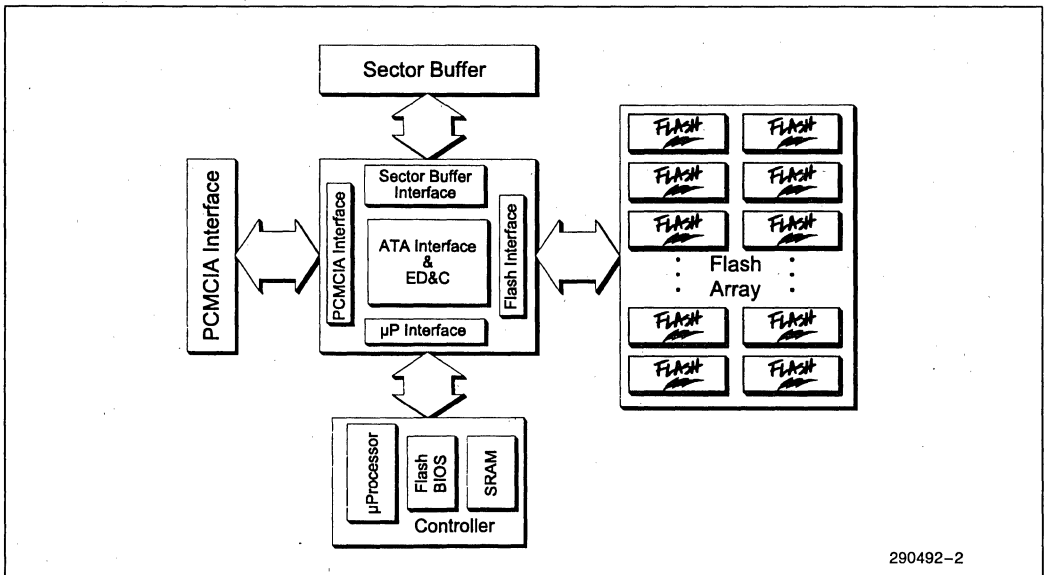 Sector Buffer
PCMCIA Interface
Sector Buffer
Interface
PCMCIA Interface
ATA Interface
&
ED&C
Flash Interface
µP Interface
FLASH FLASH
FLASH FLASH
FLASH FLASH
Flash
Array
FLASH FLASH
FLASH FLASH
µProcessor
Flash
BIOS
SRAM
Controller
290492-2